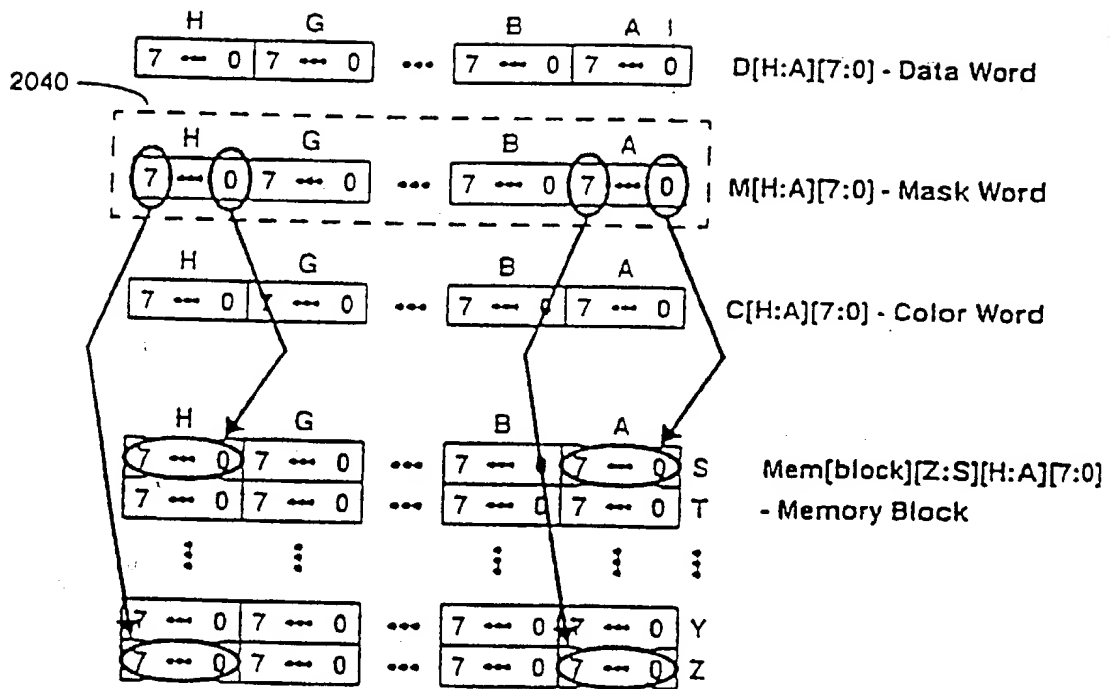 H G B A I
7 ••• 0 7 ••• 0 ••• 7 ••• 0 7 ••• 0 D[H:A][7:0] - Data Word
2040
H G B A
7 ••• 0 7 ••• 0 ••• 7 ••• 0 7 ••• 0 M[H:A][7:0] - Mask Word
H G B A
7 ••• 0 7 ••• 0 ••• 7 ••• 0 7 ••• 0 C[H:A][7:0] - Color Word
H G B A
7 ••• 0 7 ••• 0 ••• 7 ••• 0 7 ••• 0 S Mem[block][Z:S][H:A][7:0]
7 ••• 0 7 ••• 0 ••• 7 ••• 0 7 ••• 0 T - Memory Block
7 ••• 0 7 ••• 0 ••• 7 ••• 0 7 ••• 0 Y
7 ••• 0 7 ••• 0 ••• 7 ••• 0 7 ••• 0 Z